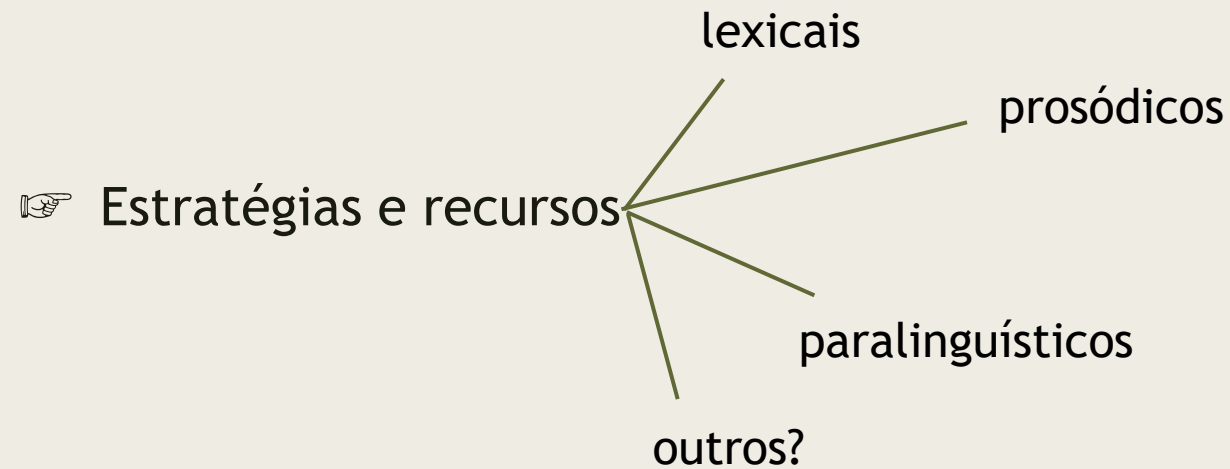 lexicais
prosódicos
☞ Estratégias e recursos
paralinguísticos
outros?